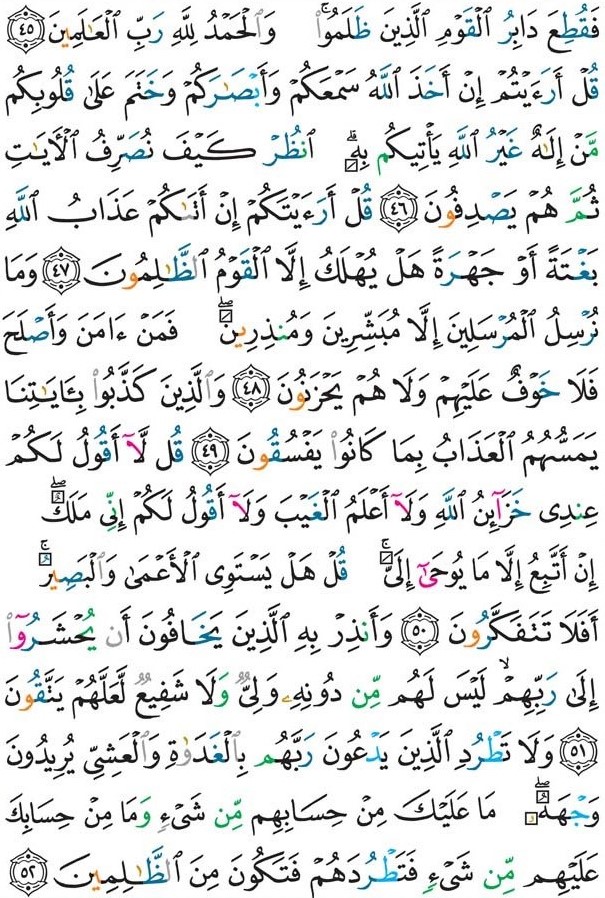 فَقُطِعَ دَابِرُ ٱلۡقَوۡمِ ٱلَّذِينَ ظَلَمُواْۚ وَٱلۡحَمۡدُ لِلَّهِ رَبِّ ٱلۡعَٰلَمِينَ ٤٥
قُلۡ أَرَءَيۡتُمۡ إِنۡ أَخَذَ ٱللَّهُ سَمۡعَكُمۡ وَأَبۡصَٰرَكُمۡ وَخَتَمَ عَلَىٰ قُلُوبِكُم
مَّنۡ إِلَٰهٌ غَيۡرُ ٱللَّهِ يَأۡتِيكُم بِهِۗ ٱنظُرۡ كَيۡفَ نُصَرِّفُ ٱلۡأٓيَٰتِ
ثُمَّ هُمۡ يَصۡدِفُونَ ٤٦ قُلۡ أَرَءَيۡتَكُمۡ إِنۡ أَتَىٰكُمۡ عَذَابُ ٱللَّهِ
بَغۡتَةً أَوۡ جَهۡرَةً هَلۡ يُهۡلَكُ إِلَّا ٱلۡقَوۡمُ ٱلظَّٰلِمُونَ ٤٧ وَمَا
نُرۡسِلُ ٱلۡمُرۡسَلِينَ إِلَّا مُبَشِّرِينَ وَمُنذِرِينَۖ فَمَنۡ ءَامَنَ وَأَصۡلَحَ
فَلَا خَوۡفٌ عَلَيۡهِمۡ وَلَا هُمۡ يَحۡزَنُونَ ٤٨ وَٱلَّذِينَ كَذَّبُواْ بِـَٔايَٰتِنَا
يَمَسُّهُمُ ٱلۡعَذَابُ بِمَا كَانُواْ يَفۡسُقُونَ ٤٩ قُل لَّآ أَقُولُ لَكُمۡ
عِندِي خَزَآئِنُ ٱللَّهِ وَلَآ أَعۡلَمُ ٱلۡغَيۡبَ وَلَآ أَقُولُ لَكُمۡ إِنِّي مَلَكٌۖ
إِنۡ أَتَّبِعُ إِلَّا مَا يُوحَىٰٓ إِلَيَّۚ قُلۡ هَلۡ يَسۡتَوِي ٱلۡأَعۡمَىٰ وَٱلۡبَصِيرُۚ
أَفَلَا تَتَفَكَّرُونَ ٥٠ وَأَنذِرۡ بِهِ ٱلَّذِينَ يَخَافُونَ أَن يُحۡشَرُوٓاْ
إِلَىٰ رَبِّهِمۡ لَيۡسَ لَهُم مِّن دُونِهِۦ وَلِيٌّ وَلَا شَفِيعٌ لَّعَلَّهُمۡ يَتَّقُونَ
٥١ وَلَا تَطۡرُدِ ٱلَّذِينَ يَدۡعُونَ رَبَّهُم بِٱلۡغَدَوٰةِ وَٱلۡعَشِيِّ يُرِيدُونَ
وَجۡهَهُۥۖ مَا عَلَيۡكَ مِنۡ حِسَابِهِم مِّن شَيۡءٍ وَمَا مِنۡ حِسَابِكَ
عَلَيۡهِم مِّن شَيۡءٍ فَتَطۡرُدَهُمۡ فَتَكُونَ مِنَ ٱلظَّٰلِمِينَ ٥٢